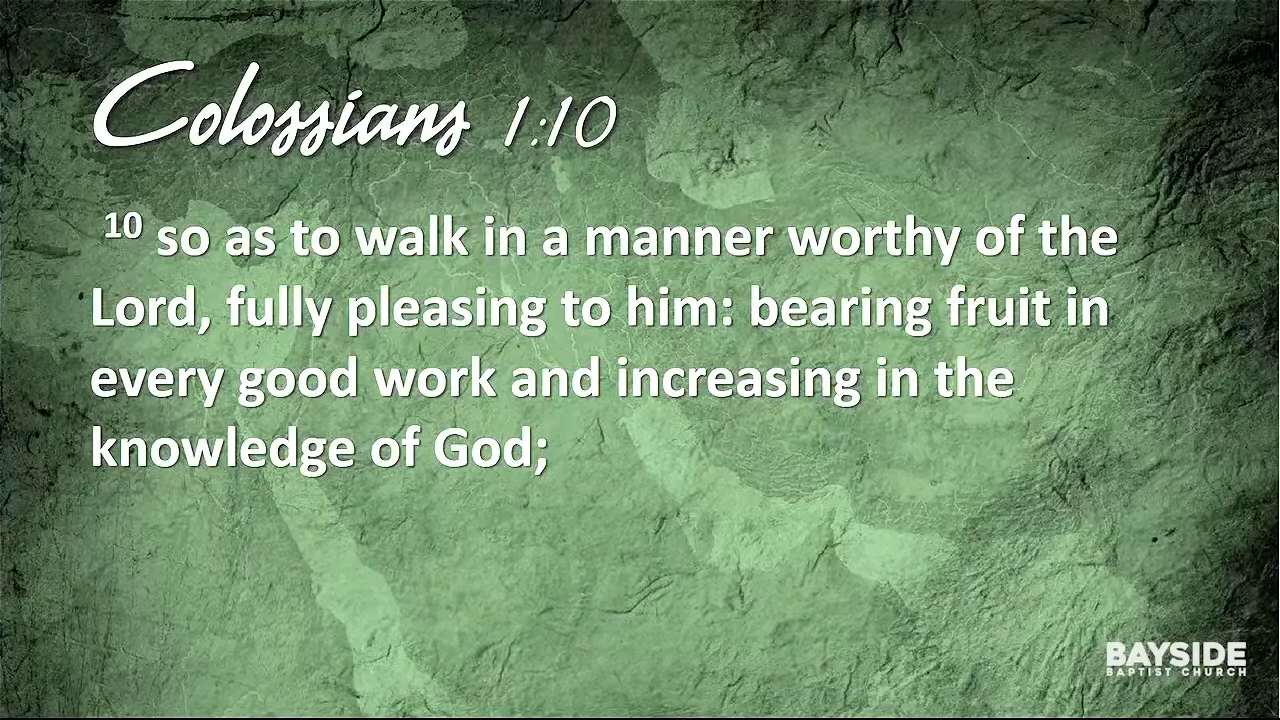 Colossians 1:10
10 so as to walk in a manner worthy of the
Lord, fully pleasing to him: bearing fruit in
every good work and increasing in the
knowledge of God;
BAYSIDE
BAPTIST CHURCH